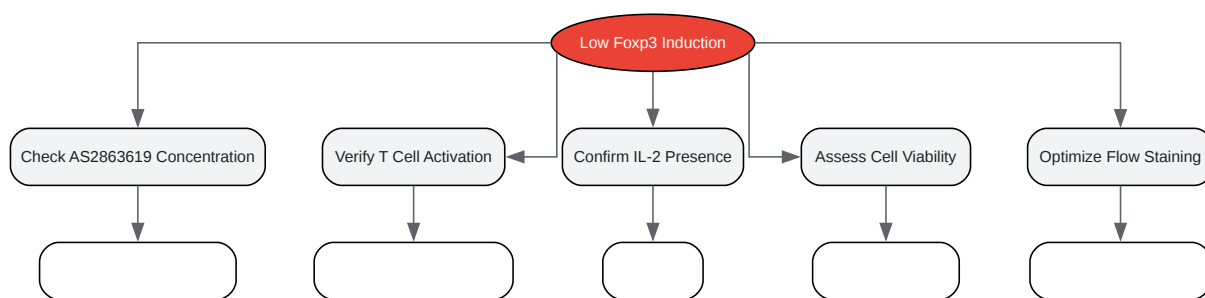 Low Foxp3 Induction
Check AS2863619 Concentration
Verify T Cell Activation
Confirm IL-2 Presence
Assess Cell Viability
Optimize Flow Staining